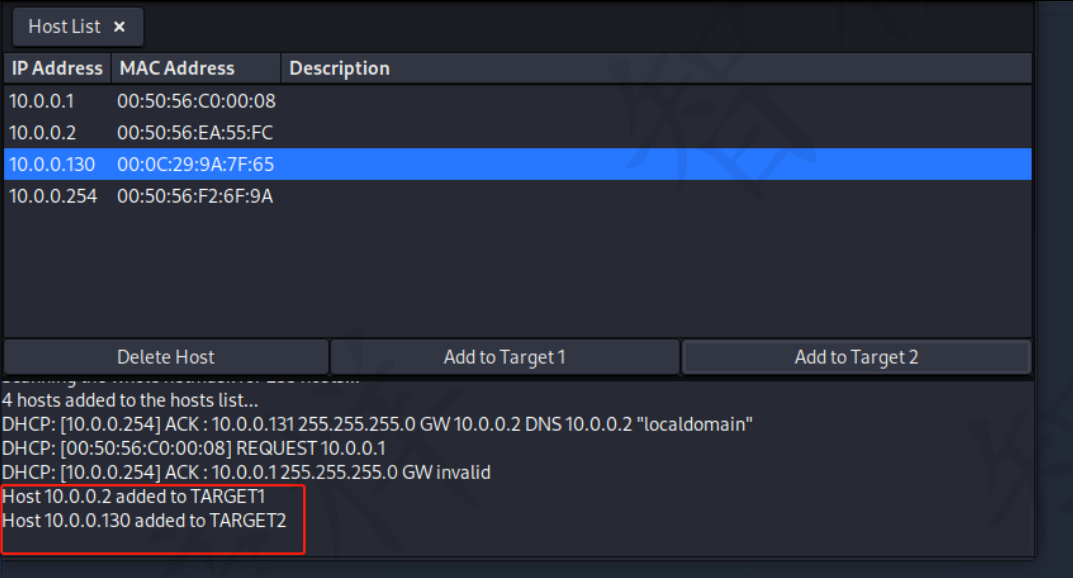 Host List ×
IP Address MAC Address Description
10.0.0.1 00:50:56:C0:00:08
10.0.0.2 00:50:56:EA:55:FC
10.0.0.130 00:0C:29:9A:7F:65
10.0.0.254 00:50:56:F2:6F:9A
Delete Host Add to Target 1 Add to Target 2
4 hosts added to the hosts list...
DHCP: [10.0.0.254] ACK : 10.0.0.131 255.255.255.0 GW 10.0.0.2 DNS 10.0.0.2 "localdomain"
DHCP: [00:50:56:C0:00:08] REQUEST 10.0.0.1
DHCP: [10.0.0.254] ACK : 10.0.0.1 255.255.255.0 GW invalid
Host 10.0.0.2 added to TARGET1
Host 10.0.0.130 added to TARGET2